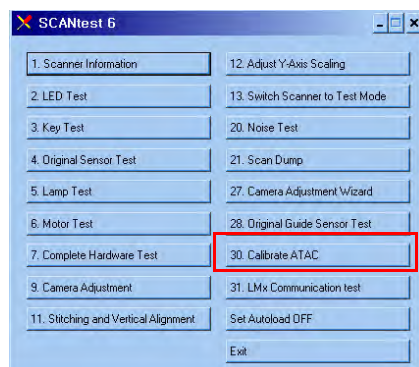 SCANtest 6
1. Scanner Information
2. LED Test
3. Key Test
4. Original Sensor Test
5. Lamp Test
6. Motor Test
7. Complete Hardware Test
9. Camera Adjustment
11. Stitching and Vertical Alignment
12. Adjust Y-Axis Scaling
13. Switch Scanner to Test Mode
20. Noise Test
21. Scan Dump
27. Camera Adjustment Wizard
28. Original Guide Sensor Test
30. Calibrate ATAC
31. LMx Communication test
Set Autoload OFF
Exit